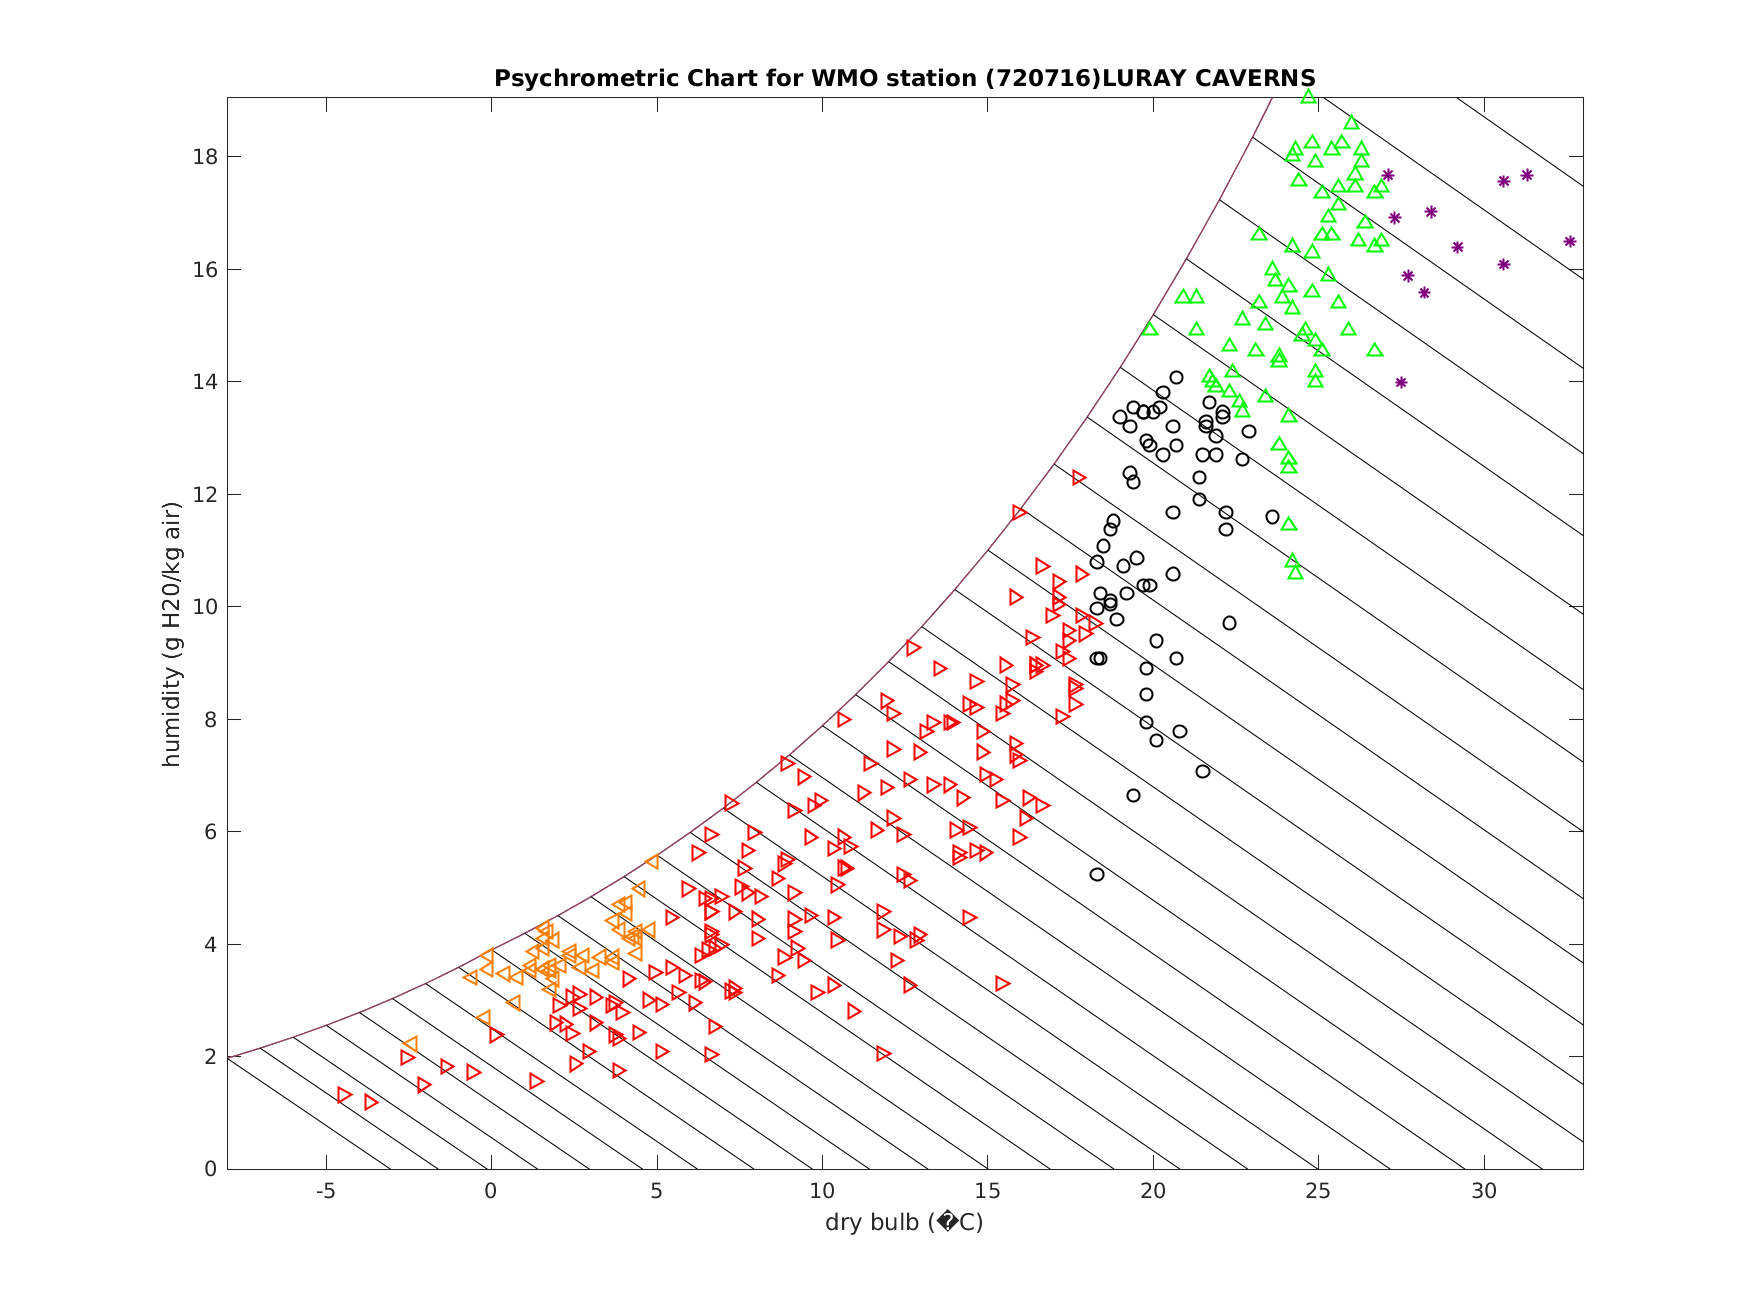 Psychrometric Chart for WMO station (720716)LURAY CAVERNS
humidity (g H20/kg air)
18
16
14
12
10
8
6
4
2
0
-5 0 5 10 15 20 25 30
dry bulb (�C)